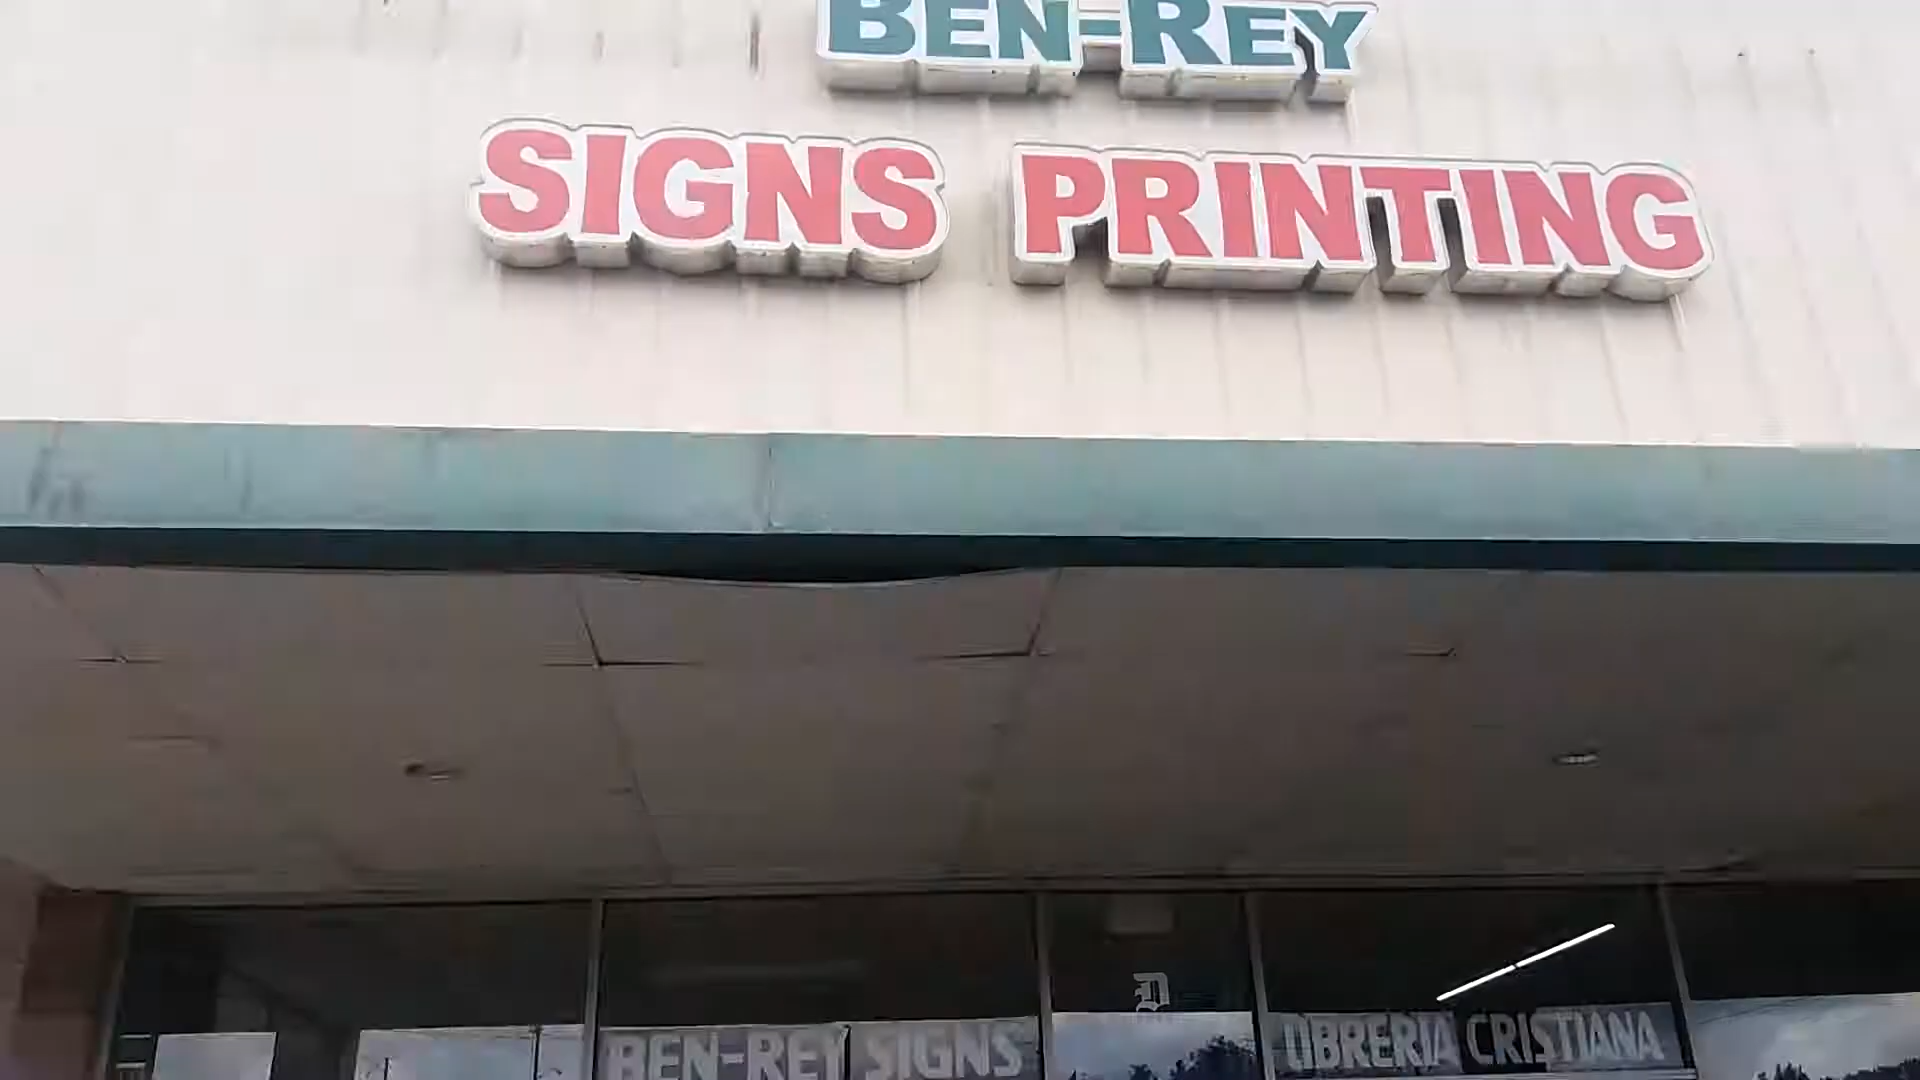 BEN-REY
SIGNS PRINTING
D
BEN-REY SIGNS
LIBRERIA CRISTIANA